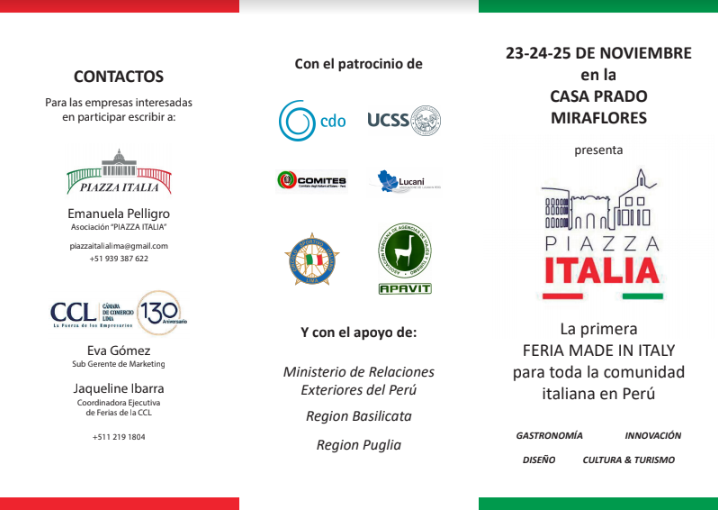 CONTACTOS
Para las empresas interesadas
en participar escribir a:
PIAZZA ITALIA
Emanuela Pelligro
Asociación "PIAZZA ITALIA"
piazzaitalialima@gmail.com
+51 939 387 622
CCL
CÁMARA
DE COMERCIO
LIMA
130
Aniversario
La Fuerza de los Empresarios
Eva Gómez
Sub Gerente de Marketing
Jaqueline Ibarra
Coordinadora Ejecutiva
de Ferias de la CCL
+511 219 1804
Con el patrocinio de
cdo
UCSS
COMITES
Lucani
APAVIT
Y con el apoyo de:
Ministerio de Relaciones
Exteriores del Perú
Region Basilicata
Region Puglia
23-24-25 DE NOVIEMBRE
en la
CASA PRADO
MIRAFLORES
presenta
PIAZZA
ITALIA
La primera
FERIA MADE IN ITALY
para toda la comunidad
italiana en Perú
GASTRONOMÍA INNOVACIÓN
DISEÑO CULTURA & TURISMO